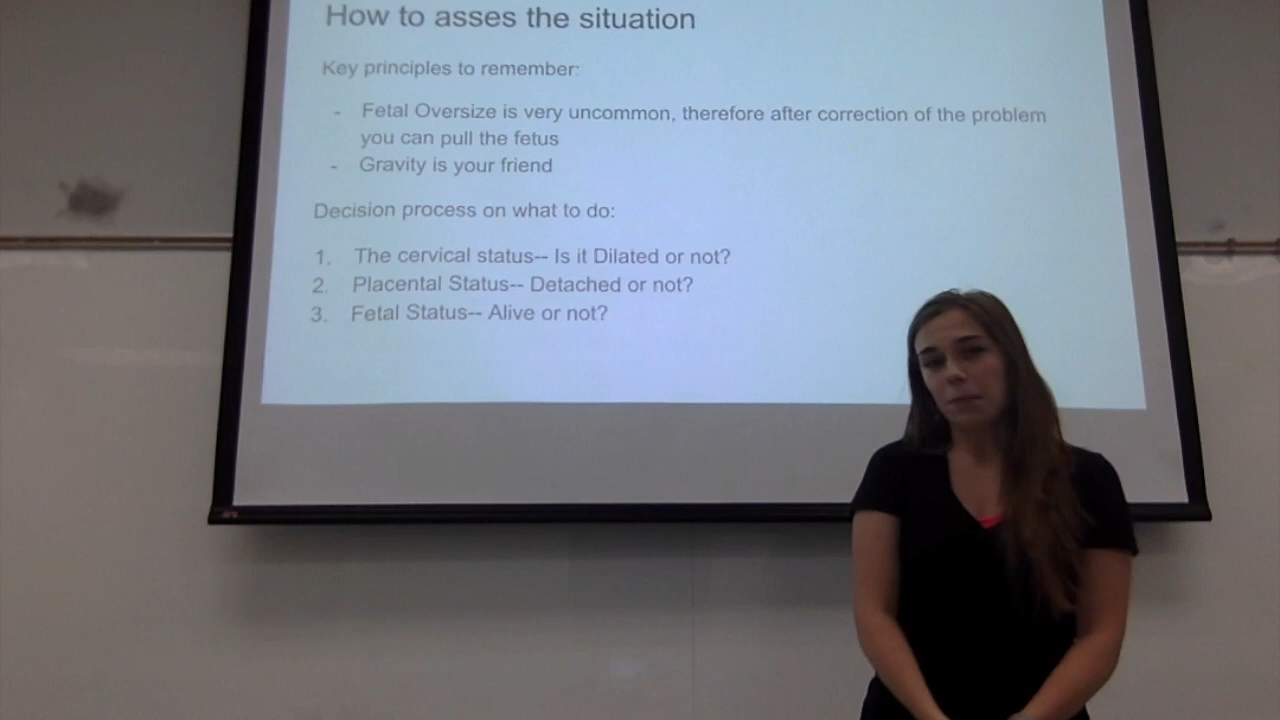 How to asses the situation
Key principles to remember:
- Fetal Oversize is very uncommon, therefore after correction of the problem
you can pull the fetus
- Gravity is your friend
Decision process on what to do:
1. The cervical status-- Is it Dilated or not?
2. Placental Status-- Detached or not?
3. Fetal Status-- Alive or not?